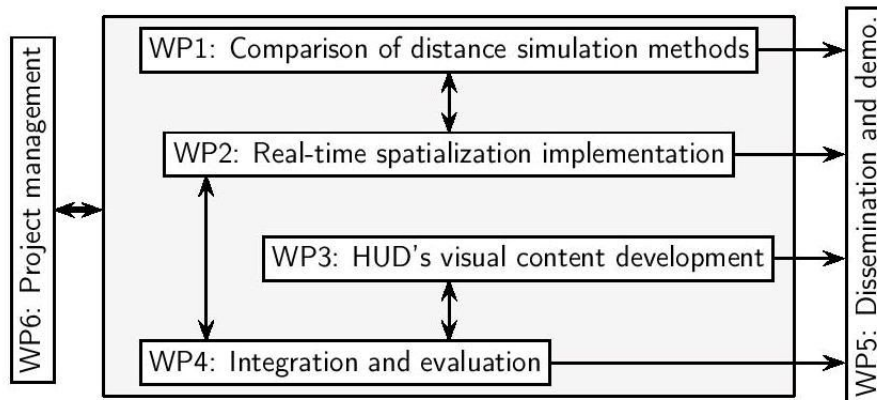 WP6: Project management
WP1: Comparison of distance simulation methods
WP2: Real-time spatialization implementation
WP3: HUD's visual content development
WP4: Integration and evaluation
WP5: Dissemination and demo.